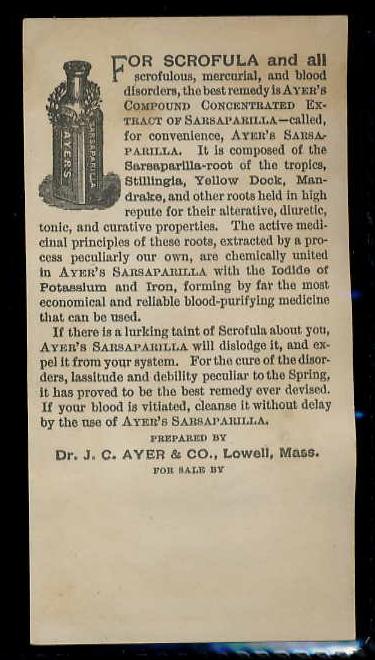 FOR SCROFULA and all
scrofulous, mercurial, and blood
disorders, the best remedy is AYER'S
COMPOUND CONCENTRATED EX-
TRACT OF SARSAPARILLA—called,
for convenience, AYER'S SARSA-
PARILLA. It is composed of the
Sarsaparilla-root of the tropics,
Stillingia, Yellow Dock, Man-
drake, and other roots held in high
repute for their alterative, diuretic,
tonic, and curative properties. The active medi-
cinal principles of these roots, extracted by a pro-
cess peculiarly our own, are chemically united
in AYER'S SARSAPARILLA with the Iodide of
Potassium and Iron, forming by far the most
economical and reliable blood-purifying medicine
that can be used.
If there is a lurking taint of Scrofula about you,
AYER'S SARSAPARILLA will dislodge it, and ex-
pel it from your system. For the cure of the disor-
ders, lassitude and debility peculiar to the Spring,
it has proved to be the best remedy ever devised.
If your blood is vitiated, cleanse it without delay
by the use of AYER'S SARSAPARILLA.
PREPARED BY
Dr. J. C. AYER & CO., Lowell, Mass.
FOR SALE BY
AYER'S
SARSAPARILLA